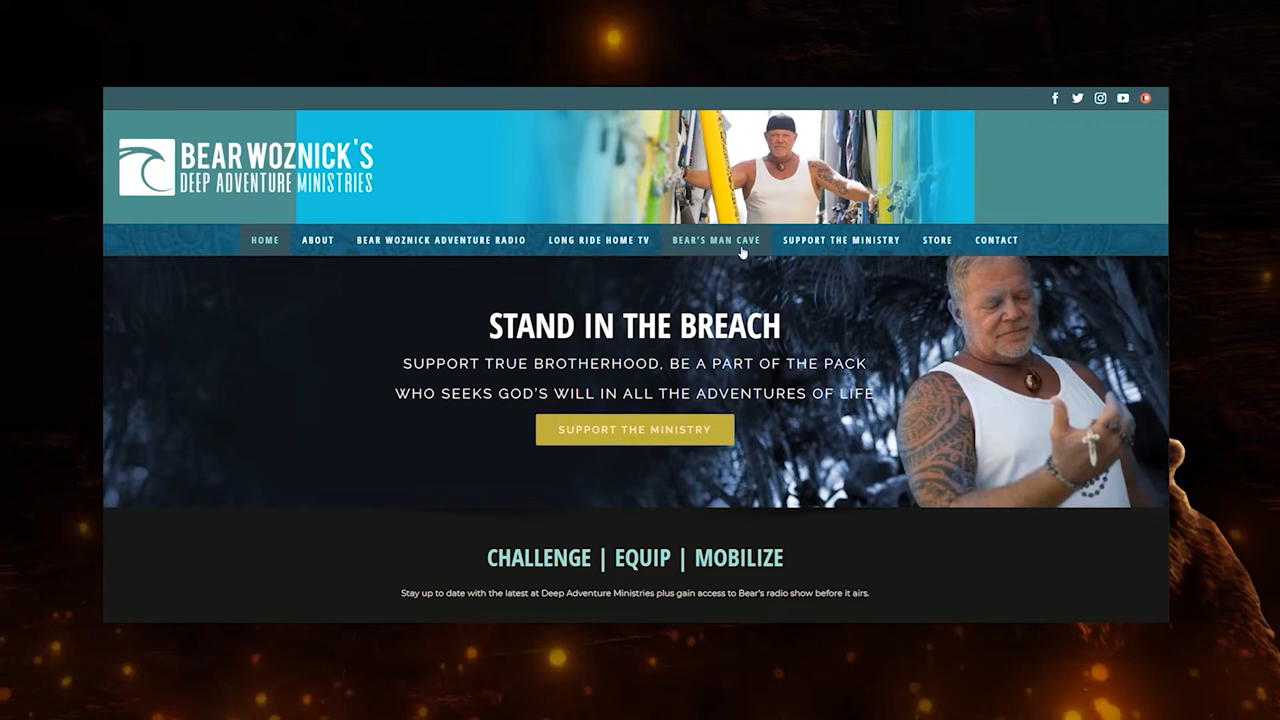 BEAR WOZNICK'S
DEEP ADVENTURE MINISTRIES
HOME ABOUT BEAR WOZNICK ADVENTURE RADIO LONG RIDE HOME TV BEAR'S MAN CAVE SUPPORT THE MINISTRY STORE CONTACT
STAND IN THE BREACH
SUPPORT TRUE BROTHERHOOD, BE A PART OF THE PACK
WHO SEEKS GOD'S WILL IN ALL THE ADVENTURES OF LIFE
SUPPORT THE MINISTRY
CHALLENGE | EQUIP | MOBILIZE
Stay up to date with the latest at Deep Adventure Ministries plus gain access to Bear's radio show before it airs.